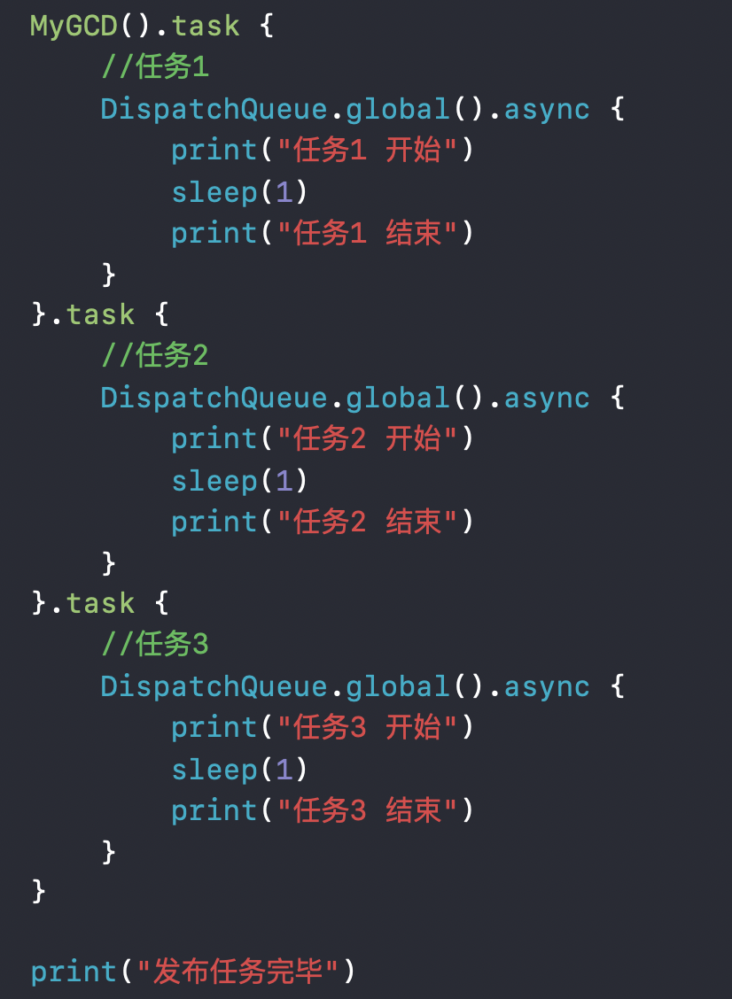 MyGCD().task {
    //任务1
    DispatchQueue.global().async {
        print("任务1 开始")
        sleep(1)
        print("任务1 结束")
    }
}.task {
    //任务2
    DispatchQueue.global().async {
        print("任务2 开始")
        sleep(1)
        print("任务2 结束")
    }
}.task {
    //任务3
    DispatchQueue.global().async {
        print("任务3 开始")
        sleep(1)
        print("任务3 结束")
    }
}

print("发布任务完毕")